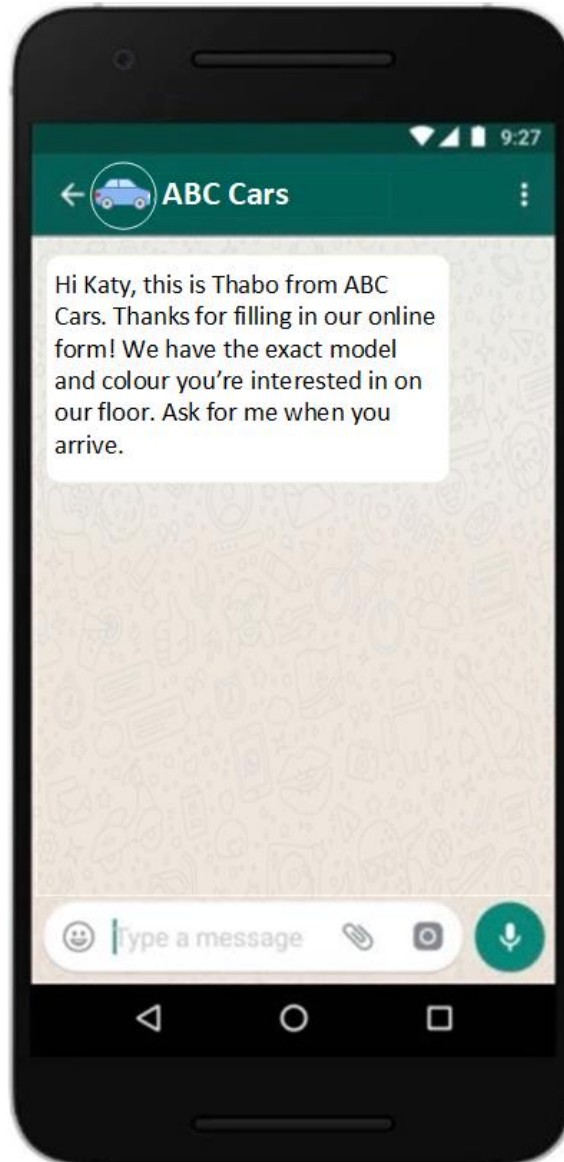 9:27
ABC Cars
Hi Katy, this is Thabo from ABC
Cars. Thanks for filling in our online
form! We have the exact model
and colour you’re interested in on
our floor. Ask for me when you
arrive.
Type a message